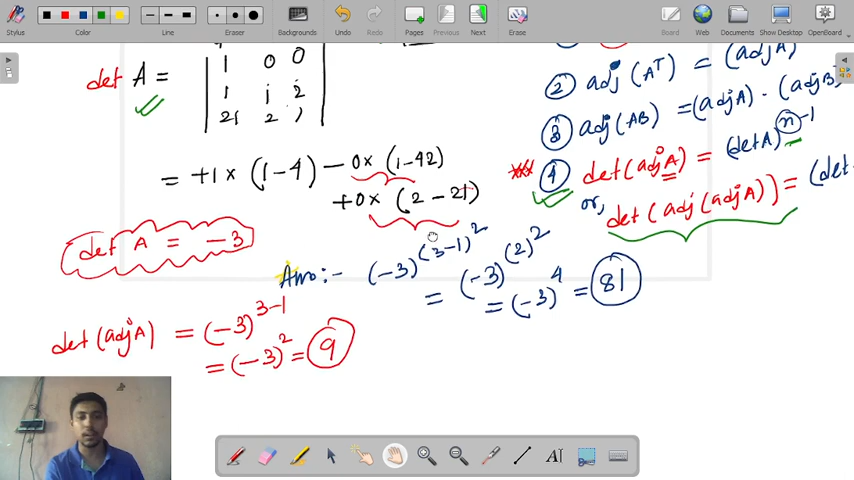 Stylus Color Line Eraser Backgrounds Undo Pages Previous Next Erase Board Web Documents Show Desktop
1 0 0
det A = 1 1 2
21 2 1
= +1 × (1-4) - 0× (1-42)
+0× (2 - 21)
det A = -3
② adj (Aᵀ) = (adjA)
③ adj(AB) = (adjA) · (adjB
*** ④ det(adjA) = (detA)ⁿ⁻¹
or, det(adj(adjA)) = (de
Ans:- (-3)^(3-1)^2 = (-3)^(2)^2
= (-3)^4 = 81
det(adjA) = (-3)^3-1
= (-3)^2 = 9